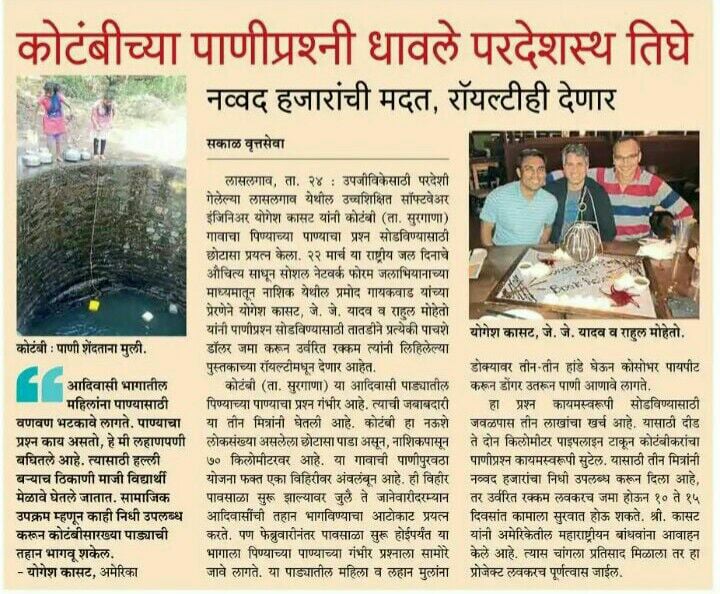 कोटंबीच्या पाणीप्रश्नी धावले परदेशस्थ तिघे
नव्वद हजारांची मदत, रॉयल्टीही देणार
कोटंबी : पाणी शेंदताना मुली.
आदिवासी भागातील
महिलांना पाण्यासाठी
वणवण भटकावे लागते. पाण्याचा
प्रश्न काय असतो, हे मी लहाणपणी
बघितले आहे. त्यासाठी हल्ली
बऱ्याच ठिकाणी माजी विद्यार्थी
मेळावे घेतले जातात. सामाजिक
उपक्रम म्हणून काही निधी उपलब्ध
करून कोटंबीसारख्या पाड्याची
तहान भागवू शकेल.
- योगेश कासट, अमेरिका
सकाळ वृत्तसेवा
लासलगाव, ता. २४ : उपजीविकेसाठी परदेशी
गेलेल्या लासलगाव येथील उच्चशिक्षित सॉफ्टवेअर
इंजिनिअर योगेश कासट यांनी कोटंबी (ता. सुरगाणा)
गावाचा पिण्याच्या पाण्याचा प्रश्न सोडविण्यासाठी
छोटासा प्रयत्न केला. २२ मार्च या राष्ट्रीय जल दिनाचे
औचित्य साधून सोशल नेटवर्क फोरम जलाभियानाच्या
माध्यमातून नाशिक येथील प्रमोद गायकवाड यांच्या
प्रेरणेने योगेश कासट, जे. जे. यादव व राहुल मोहेतो
यांनी पाणीप्रश्न सोडविण्यासाठी तातडीने प्रत्येकी पाचशे
डॉलर जमा करून उर्वरित रक्कम त्यांनी लिहिलेल्या
पुस्तकाच्या रॉयल्टीमधून देणार आहेत.
कोटंबी (ता. सुरगाणा) या आदिवासी पाड्यातील
पिण्याच्या पाण्याचा प्रश्न गंभीर आहे. त्याची जबाबदारी
या तीन मित्रांनी घेतली आहे. कोटंबी हा नऊशे
लोकसंख्या असलेला छोटासा पाडा असून, नाशिकपासून
७० किलोमीटरवर आहे. या गावाची पाणीपुरवठा
योजना फक्त एका विहिरीवर अंवलंबून आहे. ही विहीर
पावसाळा सुरू झाल्यावर जुलै ते जानेवारीदरम्यान
आदिवासींची तहान भागविण्याचा आटोकाट प्रयत्न
करते. पण फेब्रुवारीनंतर पावसाळा सुरू होईपर्यंत या
भागाला पिण्याच्या पाण्याच्या गंभीर प्रश्नाला सामोरे
जावे लागते. या पाड्यातील महिला व लहान मुलांना
योगेश कासट, जे. जे. यादव व राहुल मोहेतो.
डोक्यावर तीन-तीन हांडे घेऊन कोसोभर पायपीट
करून डोंगर उतरून पाणी आणावे लागते.
हा प्रश्न कायमस्वरूपी सोडविण्यासाठी
जवळपास तीन लाखांचा खर्च आहे. यासाठी दीड
ते दोन किलोमीटर पाइपलाइन टाकून कोटंबीकरांचा
पाणीप्रश्न कायमस्वरूपी सुटेल. यासाठी तीन मित्रांनी
नव्वद हजारांचा निधी उपलब्ध करून दिला आहे,
तर उर्वरित रक्कम लवकरच जमा होऊन १० ते १५
दिवसांत कामाला सुरवात होऊ शकते. श्री. कासट
यांनी अमेरिकेतील महाराष्ट्रीयन बांधवांना आवाहन
केले आहे. त्यास चांगला प्रतिसाद मिळाला तर हा
प्रोजेक्ट लवकरच पूर्णत्वास जाईल.